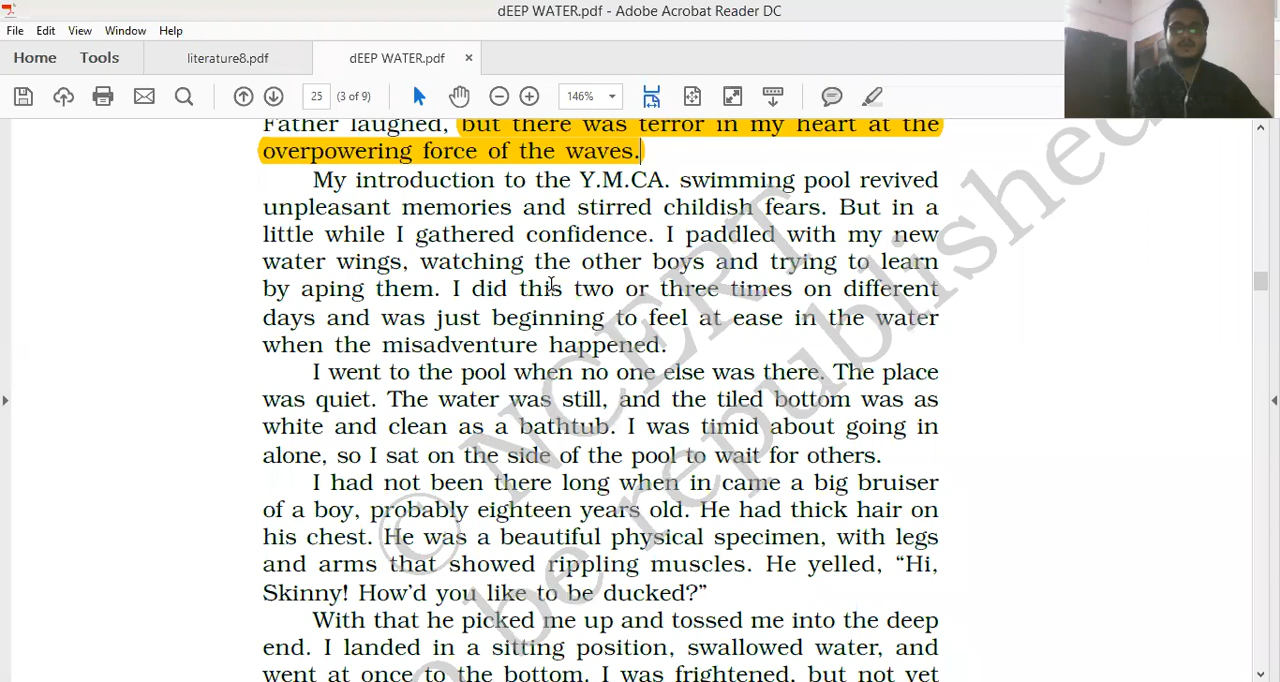 dEEP WATER.pdf - Adobe Acrobat Reader DC
File Edit View Window Help
Home Tools literature8.pdf dEEP WATER.pdf ×
25 (3 of 9) 146%
Father laughed, but there was terror in my heart at the
overpowering force of the waves.
My introduction to the Y.M.CA. swimming pool revived
unpleasant memories and stirred childish fears. But in a
little while I gathered confidence. I paddled with my new
water wings, watching the other boys and trying to learn
by aping them. I did this two or three times on different
days and was just beginning to feel at ease in the water
when the misadventure happened.
I went to the pool when no one else was there. The place
was quiet. The water was still, and the tiled bottom was as
white and clean as a bathtub. I was timid about going in
alone, so I sat on the side of the pool to wait for others.
I had not been there long when in came a big bruiser
of a boy, probably eighteen years old. He had thick hair on
his chest. He was a beautiful physical specimen, with legs
and arms that showed rippling muscles. He yelled, “Hi,
Skinny! How’d you like to be ducked?”
With that he picked me up and tossed me into the deep
end. I landed in a sitting position, swallowed water, and
went at once to the bottom. I was frightened, but not yet
© NCERT
be republished